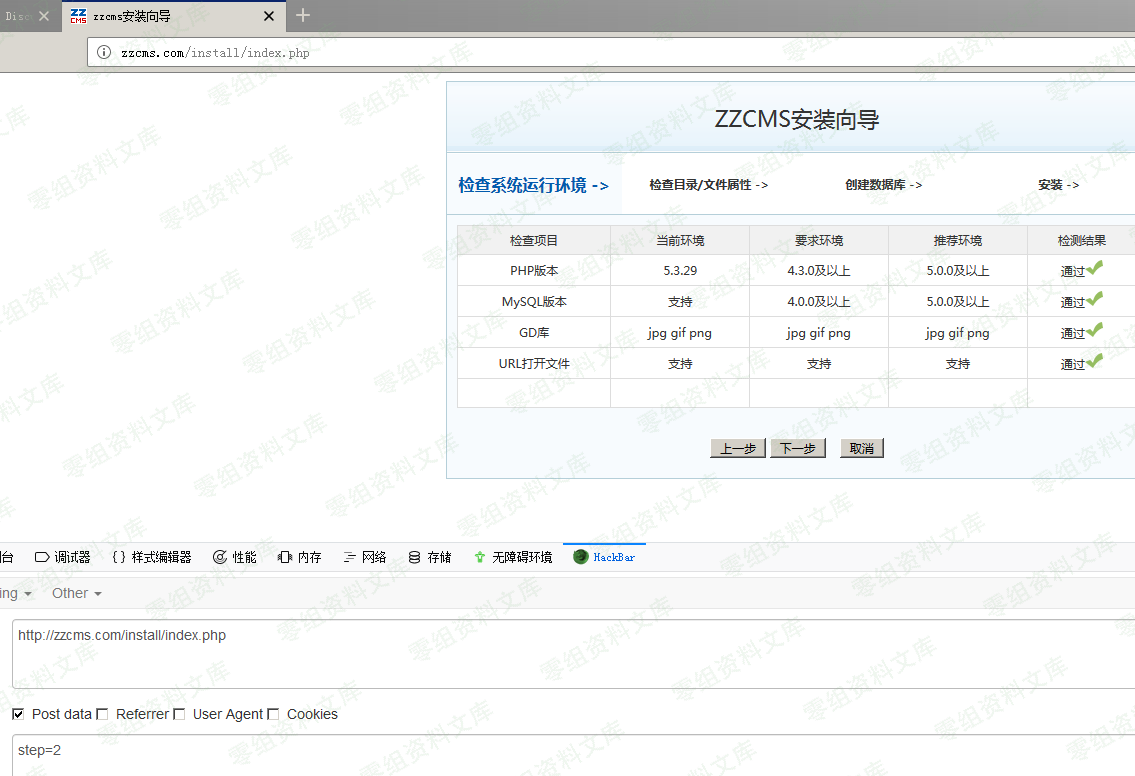 Disc
zzcms安装向导
zzcms.com/install/index.php
ZZCMS安装向导
检查系统运行环境 -> 检查目录/文件属性 -> 创建数据库 -> 安装 ->
检查项目 当前环境 要求环境 推荐环境 检测结果
PHP版本 5.3.29 4.3.0及以上 5.0.0及以上 通过
MySQL版本 支持 4.0.0及以上 5.0.0及以上 通过
GD库 jpg gif png jpg gif png jpg gif png 通过
URL打开文件 支持 支持 支持 通过
上一步 下一步 取消
台 调试器 {} 样式编辑器 性能 内存 网络 存储 无障碍环境 HackBar
ing Other
http://zzcms.com/install/index.php
Post data Referrer User Agent Cookies
step=2
零组资料文库